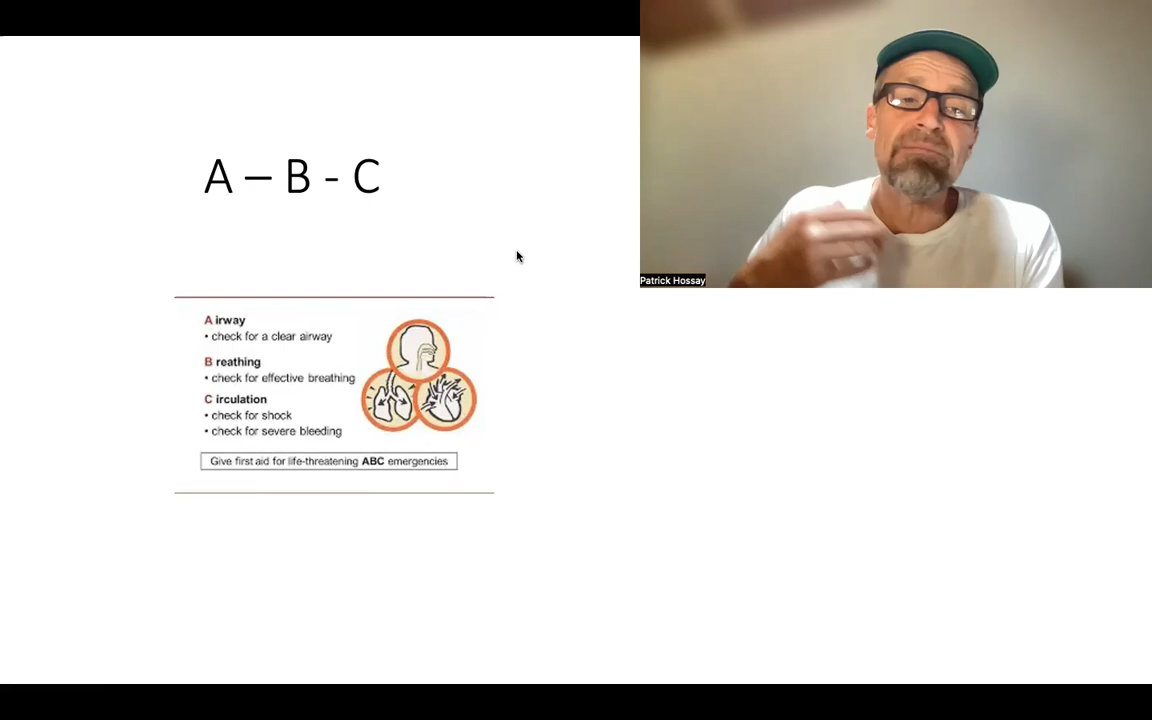 A – B - C
A irway
• check for a clear airway
B reathing
• check for effective breathing
C irculation
• check for shock
• check for severe bleeding
Give first aid for life-threatening ABC emergencies
Patrick Hossay